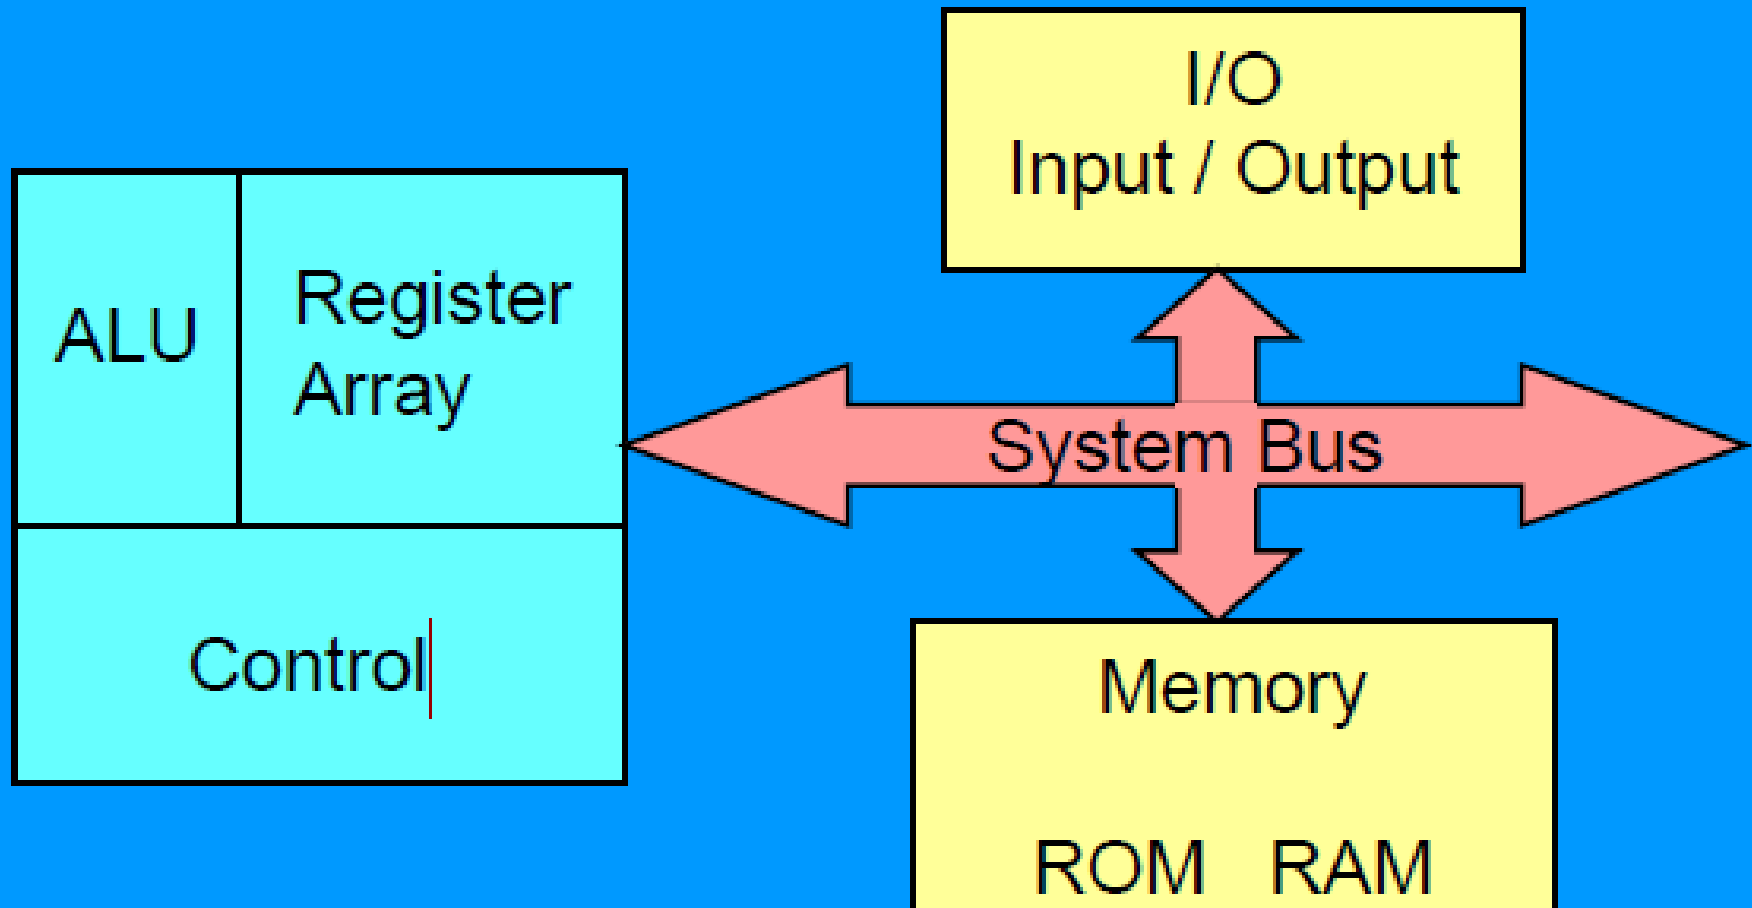 I/O
Input / Output
ALU
Register
Array
System Bus
Control
Memory
ROM RAM